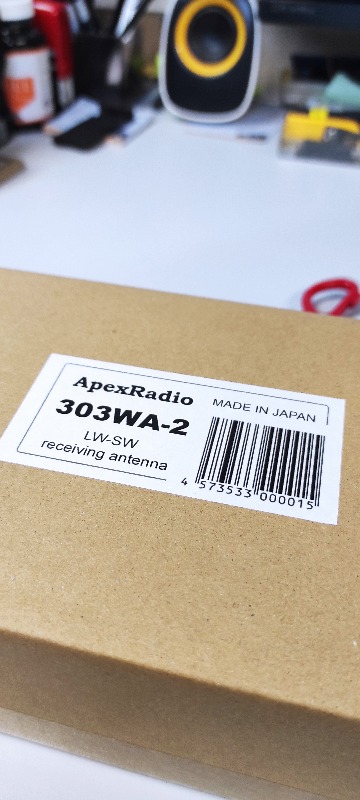 ApexRadio
MADE IN JAPAN
303WA-2
LW-SW
receiving antenna
4 573533 000015